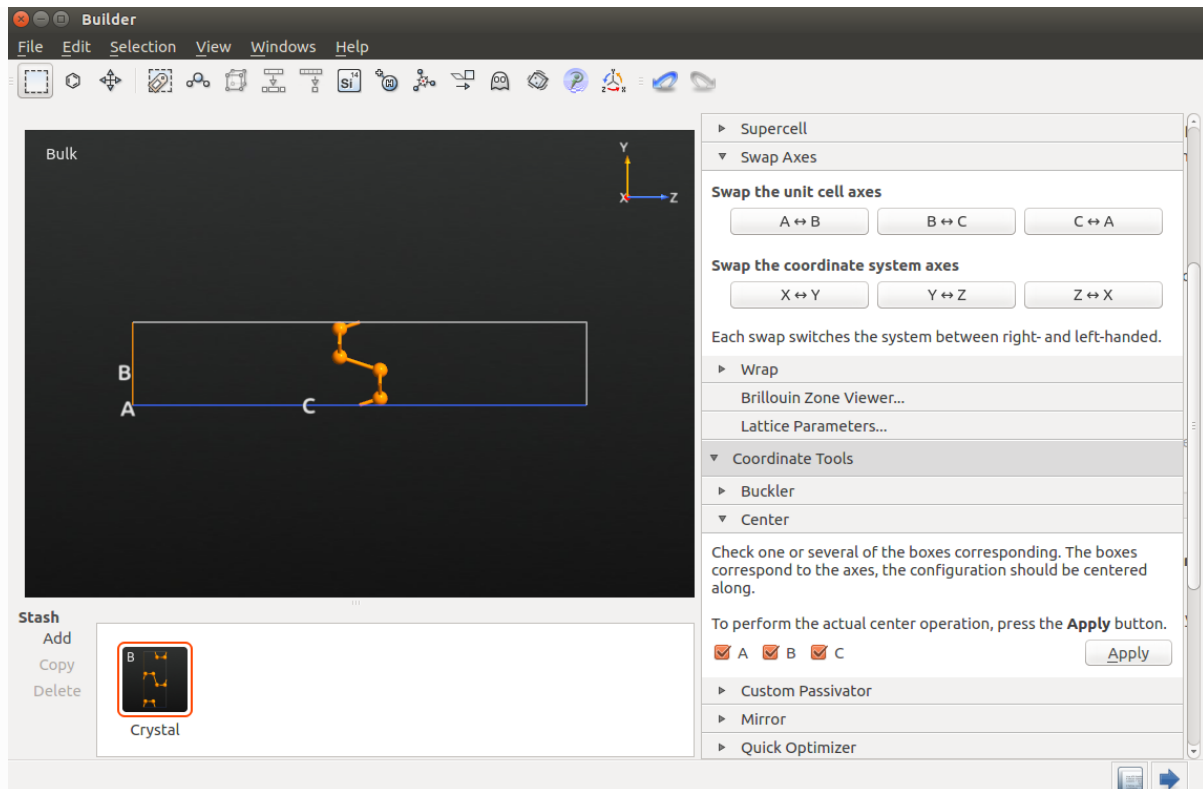 Builder
File Edit Selection View Windows Help
Si 14
H
Bulk
Y
X Z
B
A C
Supercell
Swap Axes
Swap the unit cell axes
A ↔ B B ↔ C C ↔ A
Swap the coordinate system axes
X ↔ Y Y ↔ Z Z ↔ X
Each swap switches the system between right- and left-handed.
Wrap
Brillouin Zone Viewer...
Lattice Parameters...
Coordinate Tools
Buckler
Center
Check one or several of the boxes corresponding. The boxes
correspond to the axes, the configuration should be centered
along.
To perform the actual center operation, press the Apply button.
A B C Apply
Custom Passivator
Mirror
Quick Optimizer
Stash
Add
Copy
Delete
B
Crystal